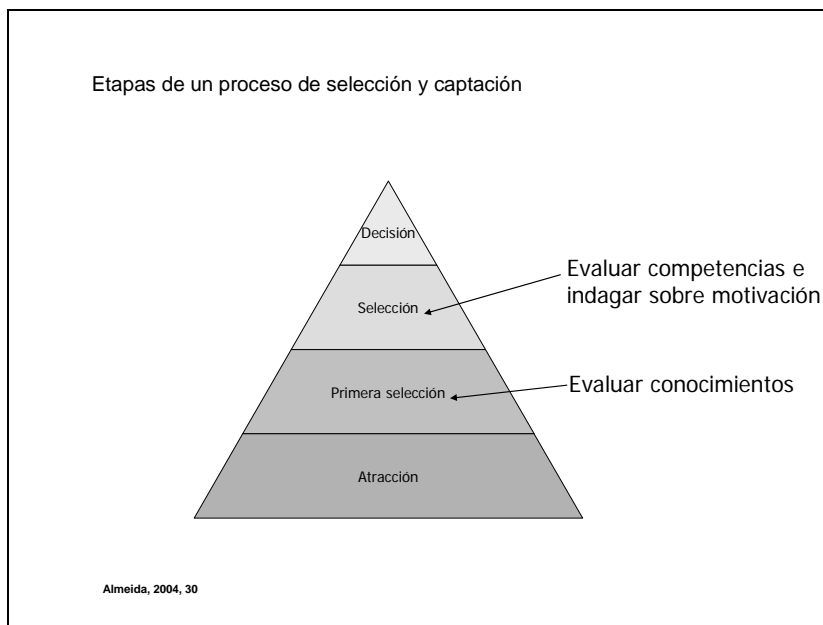 Etapas de un proceso de selección y captación
Decisión
Evaluar competencias e
indagar sobre motivación
Selección
Primera selección
Evaluar conocimientos
Atracción
Almeida, 2004, 30